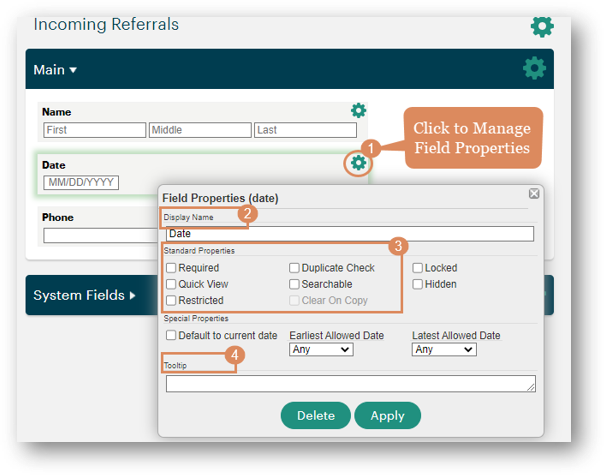 Incoming Referrals
Main
Name
First Middle Last
1
Click to Manage
Field Properties
Date
MM/DD/YYYY
Phone
Field Properties (date)
Display Name 2
Date
Standard Properties 3
Required Duplicate Check Locked
Quick View Searchable Hidden
Restricted Clear On Copy
System Fields
Special Properties
Default to current date Earliest Allowed Date Latest Allowed Date
Any Any
Tooltip 4
Delete Apply